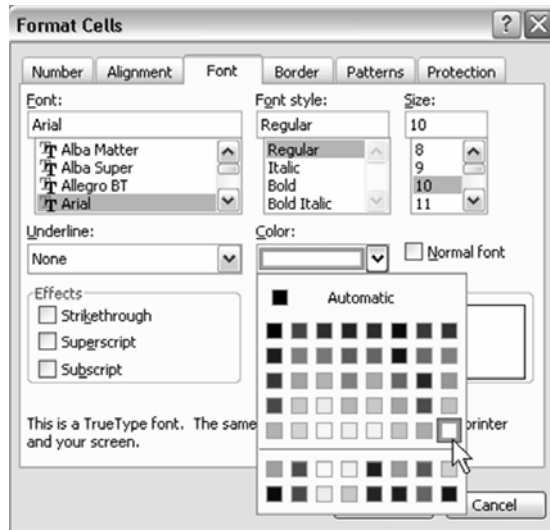 Format Cells
Number Alignment Font Border Patterns Protection
Font: Font style: Size:
Arial Regular 10
Alba Matter Regular 8
Alba Super Italic 9
Allegro BT Bold 10
Arial Bold Italic 11
Underline: Color:
None Normal font
Effects Automatic
Strikethrough
Superscript
Subscript
This is a TrueType font. The same printer
and your screen.
Cancel